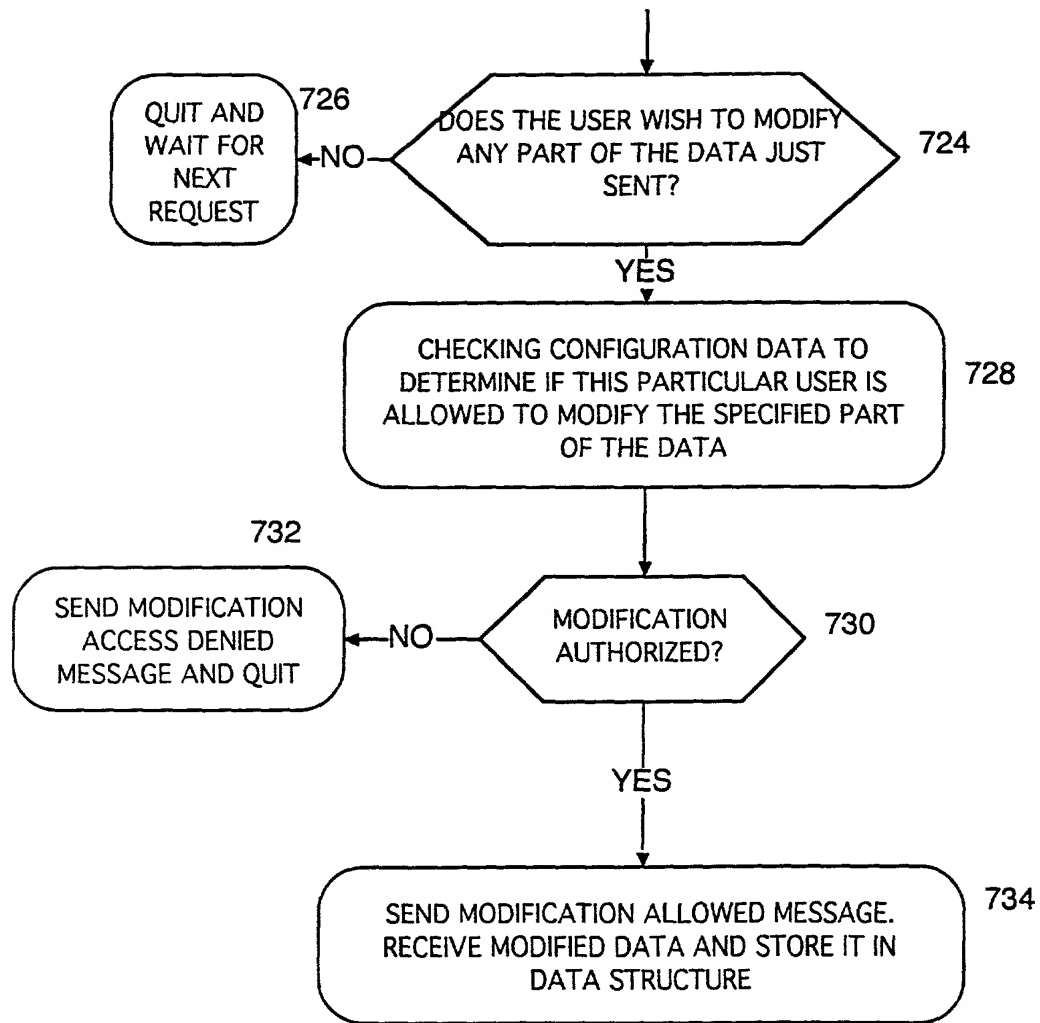 726
QUIT AND
WAIT FOR
NEXT
REQUEST
NO
DOES THE USER WISH TO MODIFY
ANY PART OF THE DATA JUST
SENT?
724
YES
CHECKING CONFIGURATION DATA TO
DETERMINE IF THIS PARTICULAR USER IS
ALLOWED TO MODIFY THE SPECIFIED PART
OF THE DATA
728
732
SEND MODIFICATION
ACCESS DENIED
MESSAGE AND QUIT
NO
MODIFICATION
AUTHORIZED?
730
YES
SEND MODIFICATION ALLOWED MESSAGE.
RECEIVE MODIFIED DATA AND STORE IT IN
DATA STRUCTURE
734